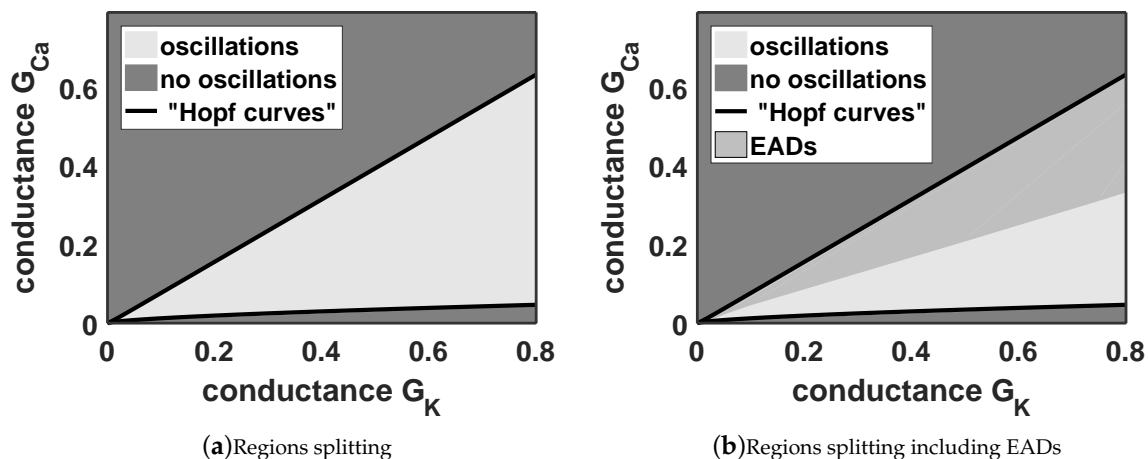 oscillations
no oscillations
"Hopf curves"
conductance G_Ca
0.6
0.4
0.2
0
0
0.2
0.4
0.6
0.8
conductance G_K
(a)Regions splitting
oscillations
no oscillations
"Hopf curves"
EADs
conductance G_Ca
0.6
0.4
0.2
0
0
0.2
0.4
0.6
0.8
conductance G_K
(b)Regions splitting including EADs